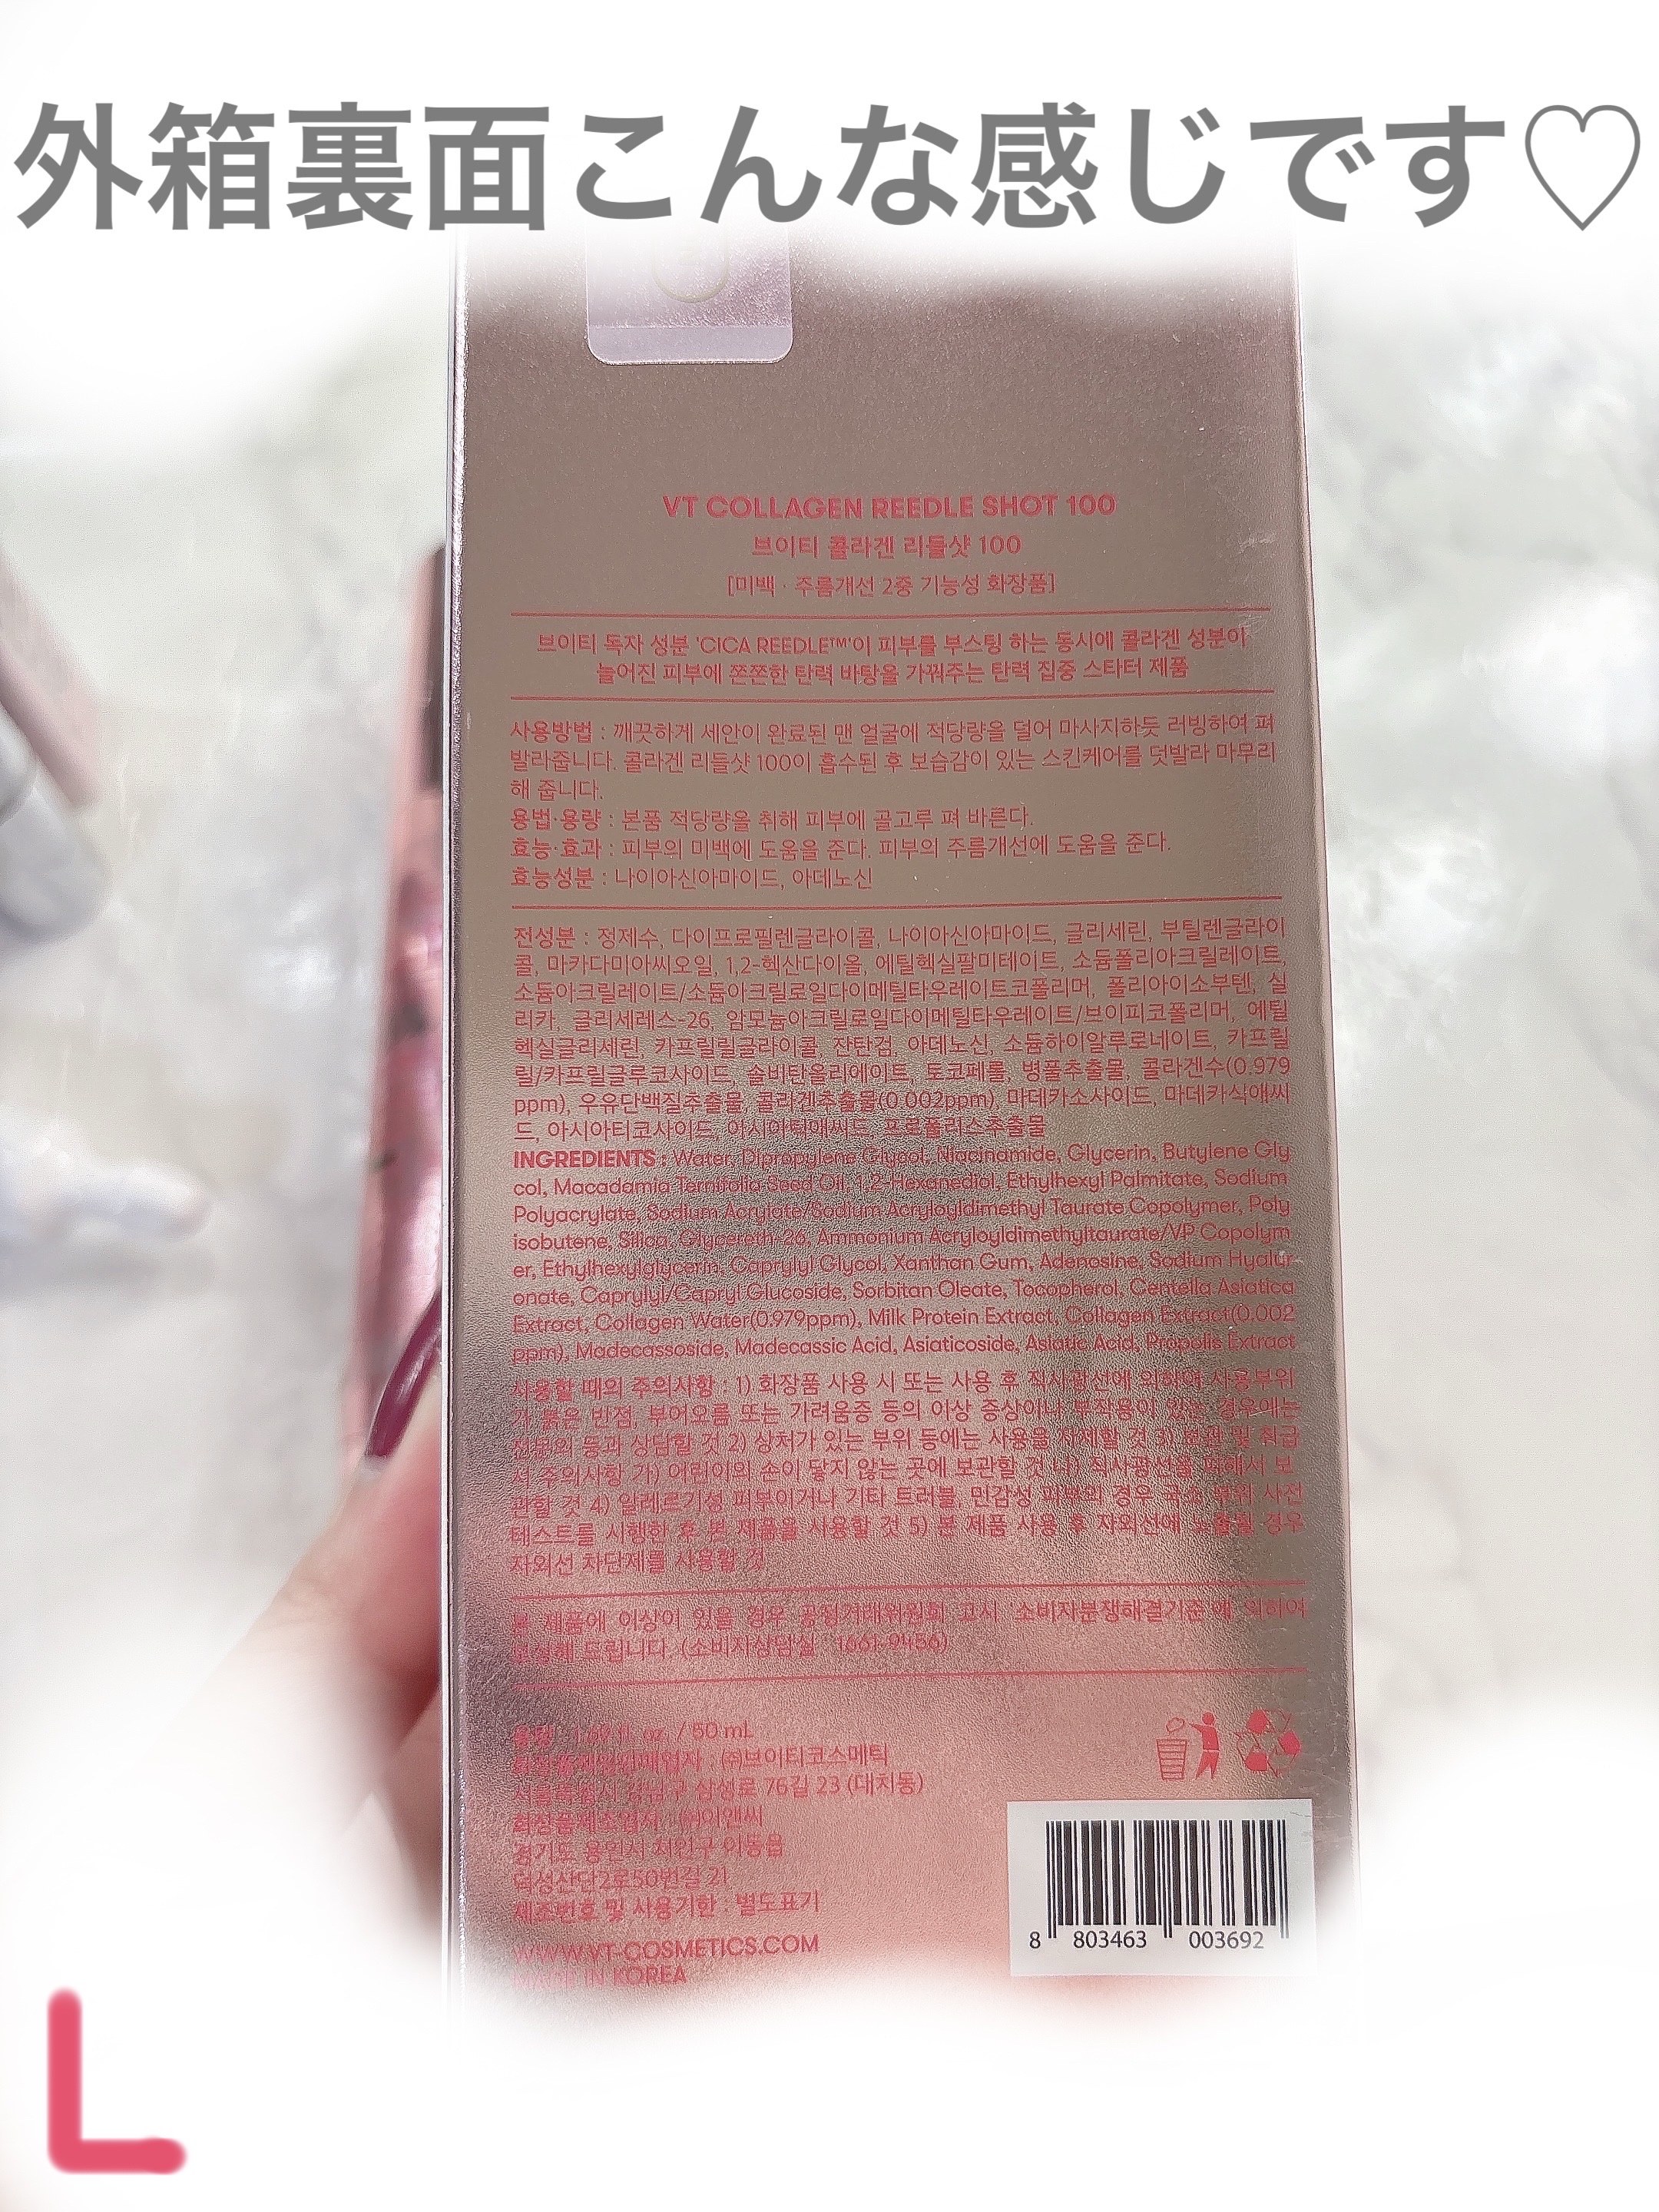 外箱裏面こんな感じです♡
VT COLLAGEN REEDLE SHOT 100
브이티 콜라겐 리들샷 100
[미백 · 주름개선 2중 기능성 화장품]
브이티 독자 성분 'CICA REEDLE™'이 피부를 부스팅 하는 동시에 콜라겐 성분이
늘어진 피부에 쫀쫀한 탄력 바탕을 가꿔주는 탄력 집중 스타터 제품
사용방법 : 깨끗하게 세안이 완료된 맨 얼굴에 적당량을 덜어 마사지하듯 러빙하여 펴
발라줍니다. 콜라겐 리들샷 100이 흡수된 후 보습감이 있는 스킨케어를 덧발라 마무리
해 줍니다.
용법·용량 : 본품 적당량을 취해 피부에 골고루 펴 바른다.
효능·효과 : 피부의 미백에 도움을 준다. 피부의 주름개선에 도움을 준다.
효능성분 : 나이아신아마이드, 아데노신
전성분 : 정제수, 다이프로필렌글라이콜, 나이아신아마이드, 글리세린, 부틸렌글라이
콜, 마카다미아씨오일, 1,2-헥산다이올, 에틸헥실팔미테이트, 소듐폴리아크릴레이트,
소듐아크릴레이트/소듐아크릴로일다이메틸타우레이트코폴리머, 폴리아이소부텐, 실
리카, 글리세레스-26, 암모늄아크릴로일다이메틸타우레이트/브이피코폴리머, 에틸
헥실글리세린, 카프릴릴글라이콜, 잔탄검, 아데노신, 소듐하이알루로네이트, 카프릴
릴/카프릴글루코사이드, 솔비탄올리에이트, 토코페롤, 병풀추출물, 콜라겐수(0.979
ppm), 우유단백질추출물, 콜라겐추출물(0.002ppm), 마데카소사이드, 마데카식애씨
드, 아시아티코사이드, 아시아틱애씨드, 프로폴리스추출물
INGREDIENTS : Water, Dipropylene Glycol, Niacinamide, Glycerin, Butylene Gly
col, Macadamia Ternifolia Seed Oil, 1,2-Hexanediol, Ethylhexyl Palmitate, Sodium
Polyacrylate, Sodium Acrylate/Sodium Acryloyldimethyl Taurate Copolymer, Poly
isobutene, Silica, Glycereth-26, Ammonium Acryloyldimethyltaurate/VP Copolym
er, Ethylhexylglycerin, Caprylyl Glycol, Xanthan Gum, Adenosine, Sodium Hyalur
onate, Caprylyl/Capryl Glucoside, Sorbitan Oleate, Tocopherol, Centella Asiatica
Extract, Collagen Water(0.979ppm), Milk Protein Extract, Collagen Extract(0.002
ppm), Madecassoside, Madecassic Acid, Asiaticoside, Asiatic Acid, Propolis Extract
사용할 때의 주의사항 : 1) 화장품 사용 시 또는 사용 후 직사광선에 의하여 사용부위
가 붉은 반점, 부어오름 또는 가려움증 등의 이상 증상이나 부작용이 있는 경우에는
전문의 등과 상담할 것 2) 상처가 있는 부위 등에는 사용을 자제할 것 3) 보관 및 취급
시 주의사항 가) 어린이의 손이 닿지 않는 곳에 보관할 것 나) 직사광선을 피해서 보
관할 것 4) 알레르기성 피부이거나 기타 트러블, 민감성 피부의 경우 국소 부위 사전
테스트를 시행한 후 본 제품을 사용할 것 5) 본 제품 사용 후 자외선에 노출될 경우
자외선 차단제를 사용할 것
본 제품에 이상이 있을 경우 공정거래위원회 고시 '소비자분쟁해결기준'에 의하여
보상해 드립니다. (소비자상담실 : 1661-9456)
용량 : 1.69 fl. oz. / 50 mL
화장품책임판매업자 : ㈜브이티코스메틱
서울특별시 강남구 삼성로 76길 23 (대치동)
화장품제조업자 : ㈜이앤씨
경기도 용인시 처인구 이동읍
덕성산단2로50번길 21
제조번호 및 사용기한 : 별도표기
WWW.VT-COSMETICS.COM
MADE IN KOREA
8 803463 003692